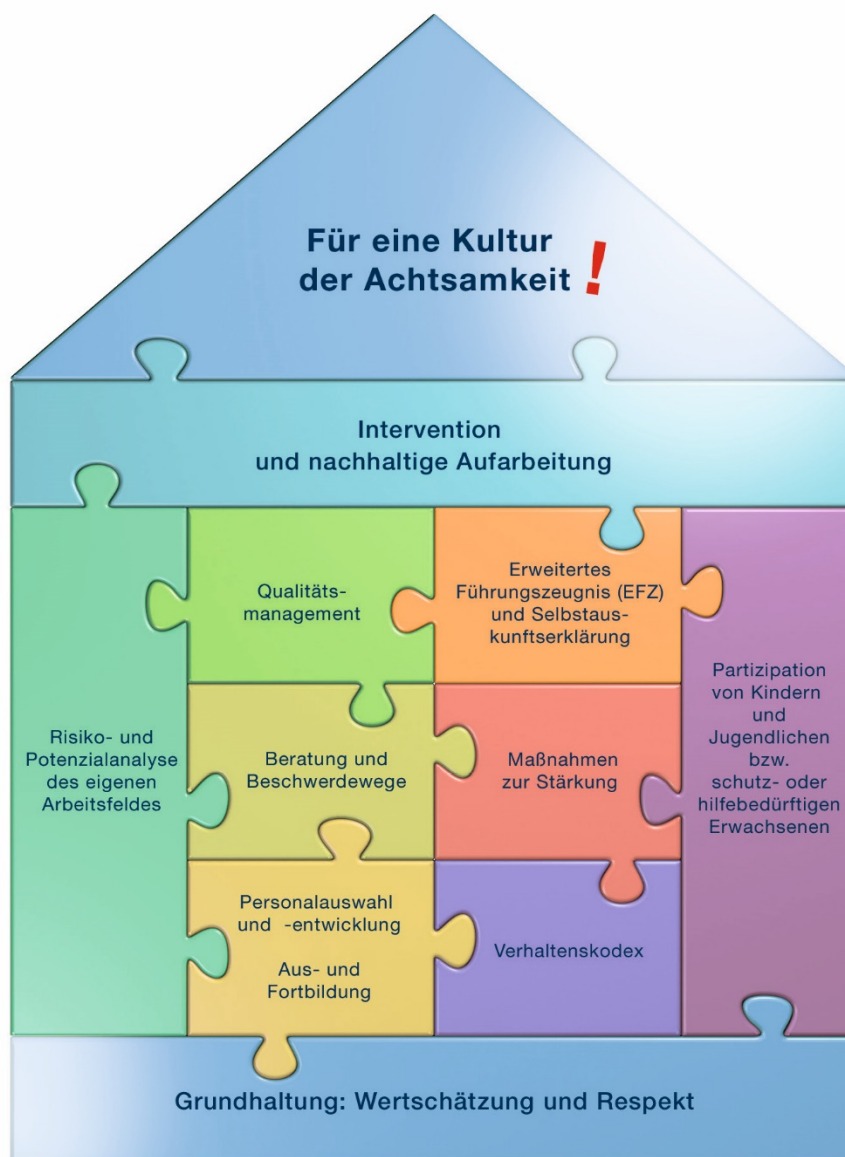 Für eine Kultur
der Achtsamkeit !
Intervention
und nachhaltige Aufarbeitung
Risiko- und
Potenzialanalyse
des eigenen
Arbeitsfeldes
Qualitäts-
management
Erweitertes
Führungszeugnis (EFZ)
und Selbstaus-
kunftserklärung
Beratung und
Beschwerdewege
Maßnahmen
zur Stärkung
Personalauswahl
und -entwicklung
Aus- und
Fortbildung
Verhaltenskodex
Partizipation
von Kindern
und
Jugendlichen
bzw.
schutz- oder
hilfebedürftigen
Erwachsenen
Grundhaltung: Wertschätzung und Respekt